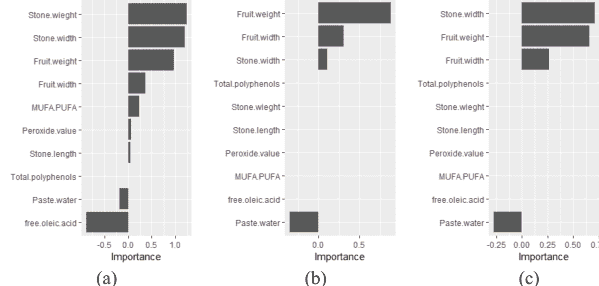 Stone.wieght
Stone.width
Fruit.weight
Fruit.width
MUFA.PUFA
Peroxide.value
Stone.length
Total.polyphenols
Paste.water
free.oleic.acid
-0.5 0.0 0.5 1.0
Importance
(a)
Fruit.weight
Fruit.width
Stone.width
Total.polyphenols
Stone.wieght
Stone.length
Peroxide.value
MUFA.PUFA
free.oleic.acid
Paste.water
0.0 0.5
Importance
(b)
Stone.width
Fruit.weight
Fruit.width
Total.polyphenols
Stone.wieght
Stone.length
Peroxide.value
MUFA.PUFA
free.oleic.acid
Paste.water
-0.25 0.00 0.25 0.50
Importance
(c)